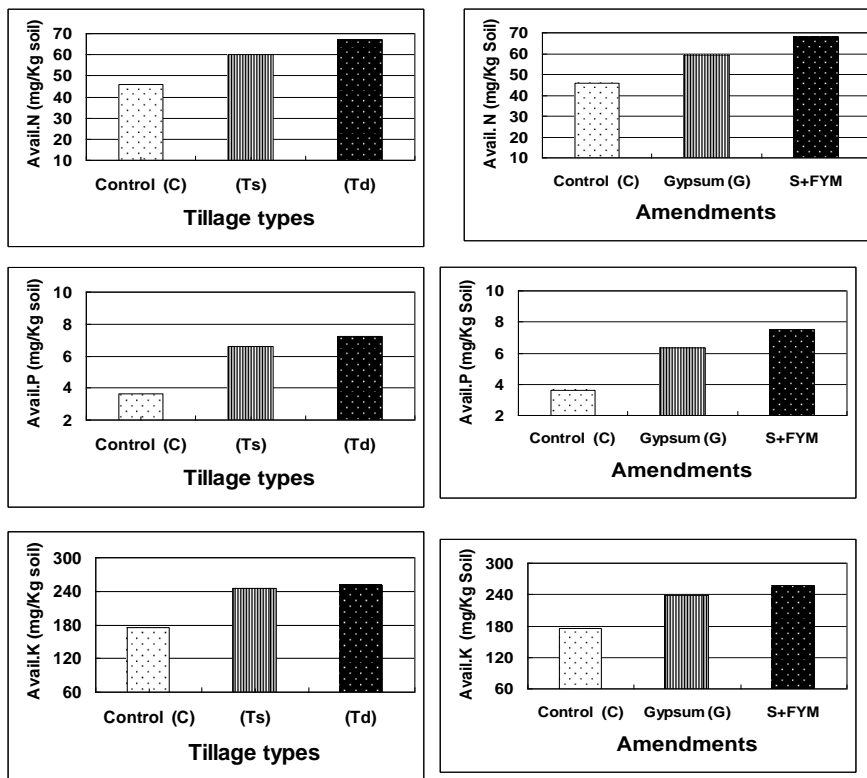 Avail.N (mg/Kg soil)
70
60
50
40
30
20
10
Control (C) (Ts) (Td)
Tillage types
Avail.N (mg/Kg Soil)
70
60
50
40
30
20
10
Control (C) Gypsum (G) S+FYM
Amendments
Avail.P (mg/Kg soil)
10
8
6
4
2
Control (C) (Ts) (Td)
Tillage types
Avail.P (mg/Kg Soil)
10
8
6
4
2
Control (C) Gypsum (G) S+FYM
Amendments
Avail.K (mg/Kg soil)
300
240
180
120
60
Control (C) (Ts) (Td)
Tillage types
Avail.K (mg/Kg Soil)
300
240
180
120
60
Control (C) Gypsum (G) S+FYM
Amendments